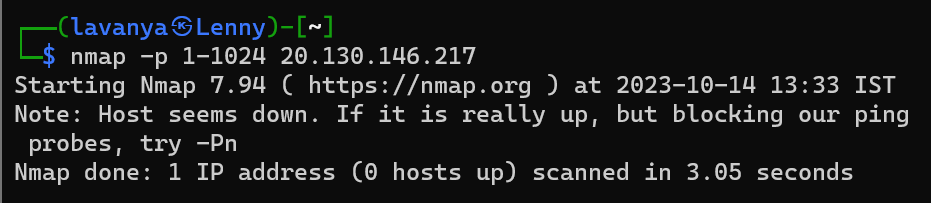 ┌──(lavanya㉿Lenny)-[~]
└─$ nmap -p 1-1024 20.130.146.217
Starting Nmap 7.94 ( https://nmap.org ) at 2023-10-14 13:33 IST
Note: Host seems down. If it is really up, but blocking our ping
 probes, try -Pn
Nmap done: 1 IP address (0 hosts up) scanned in 3.05 seconds